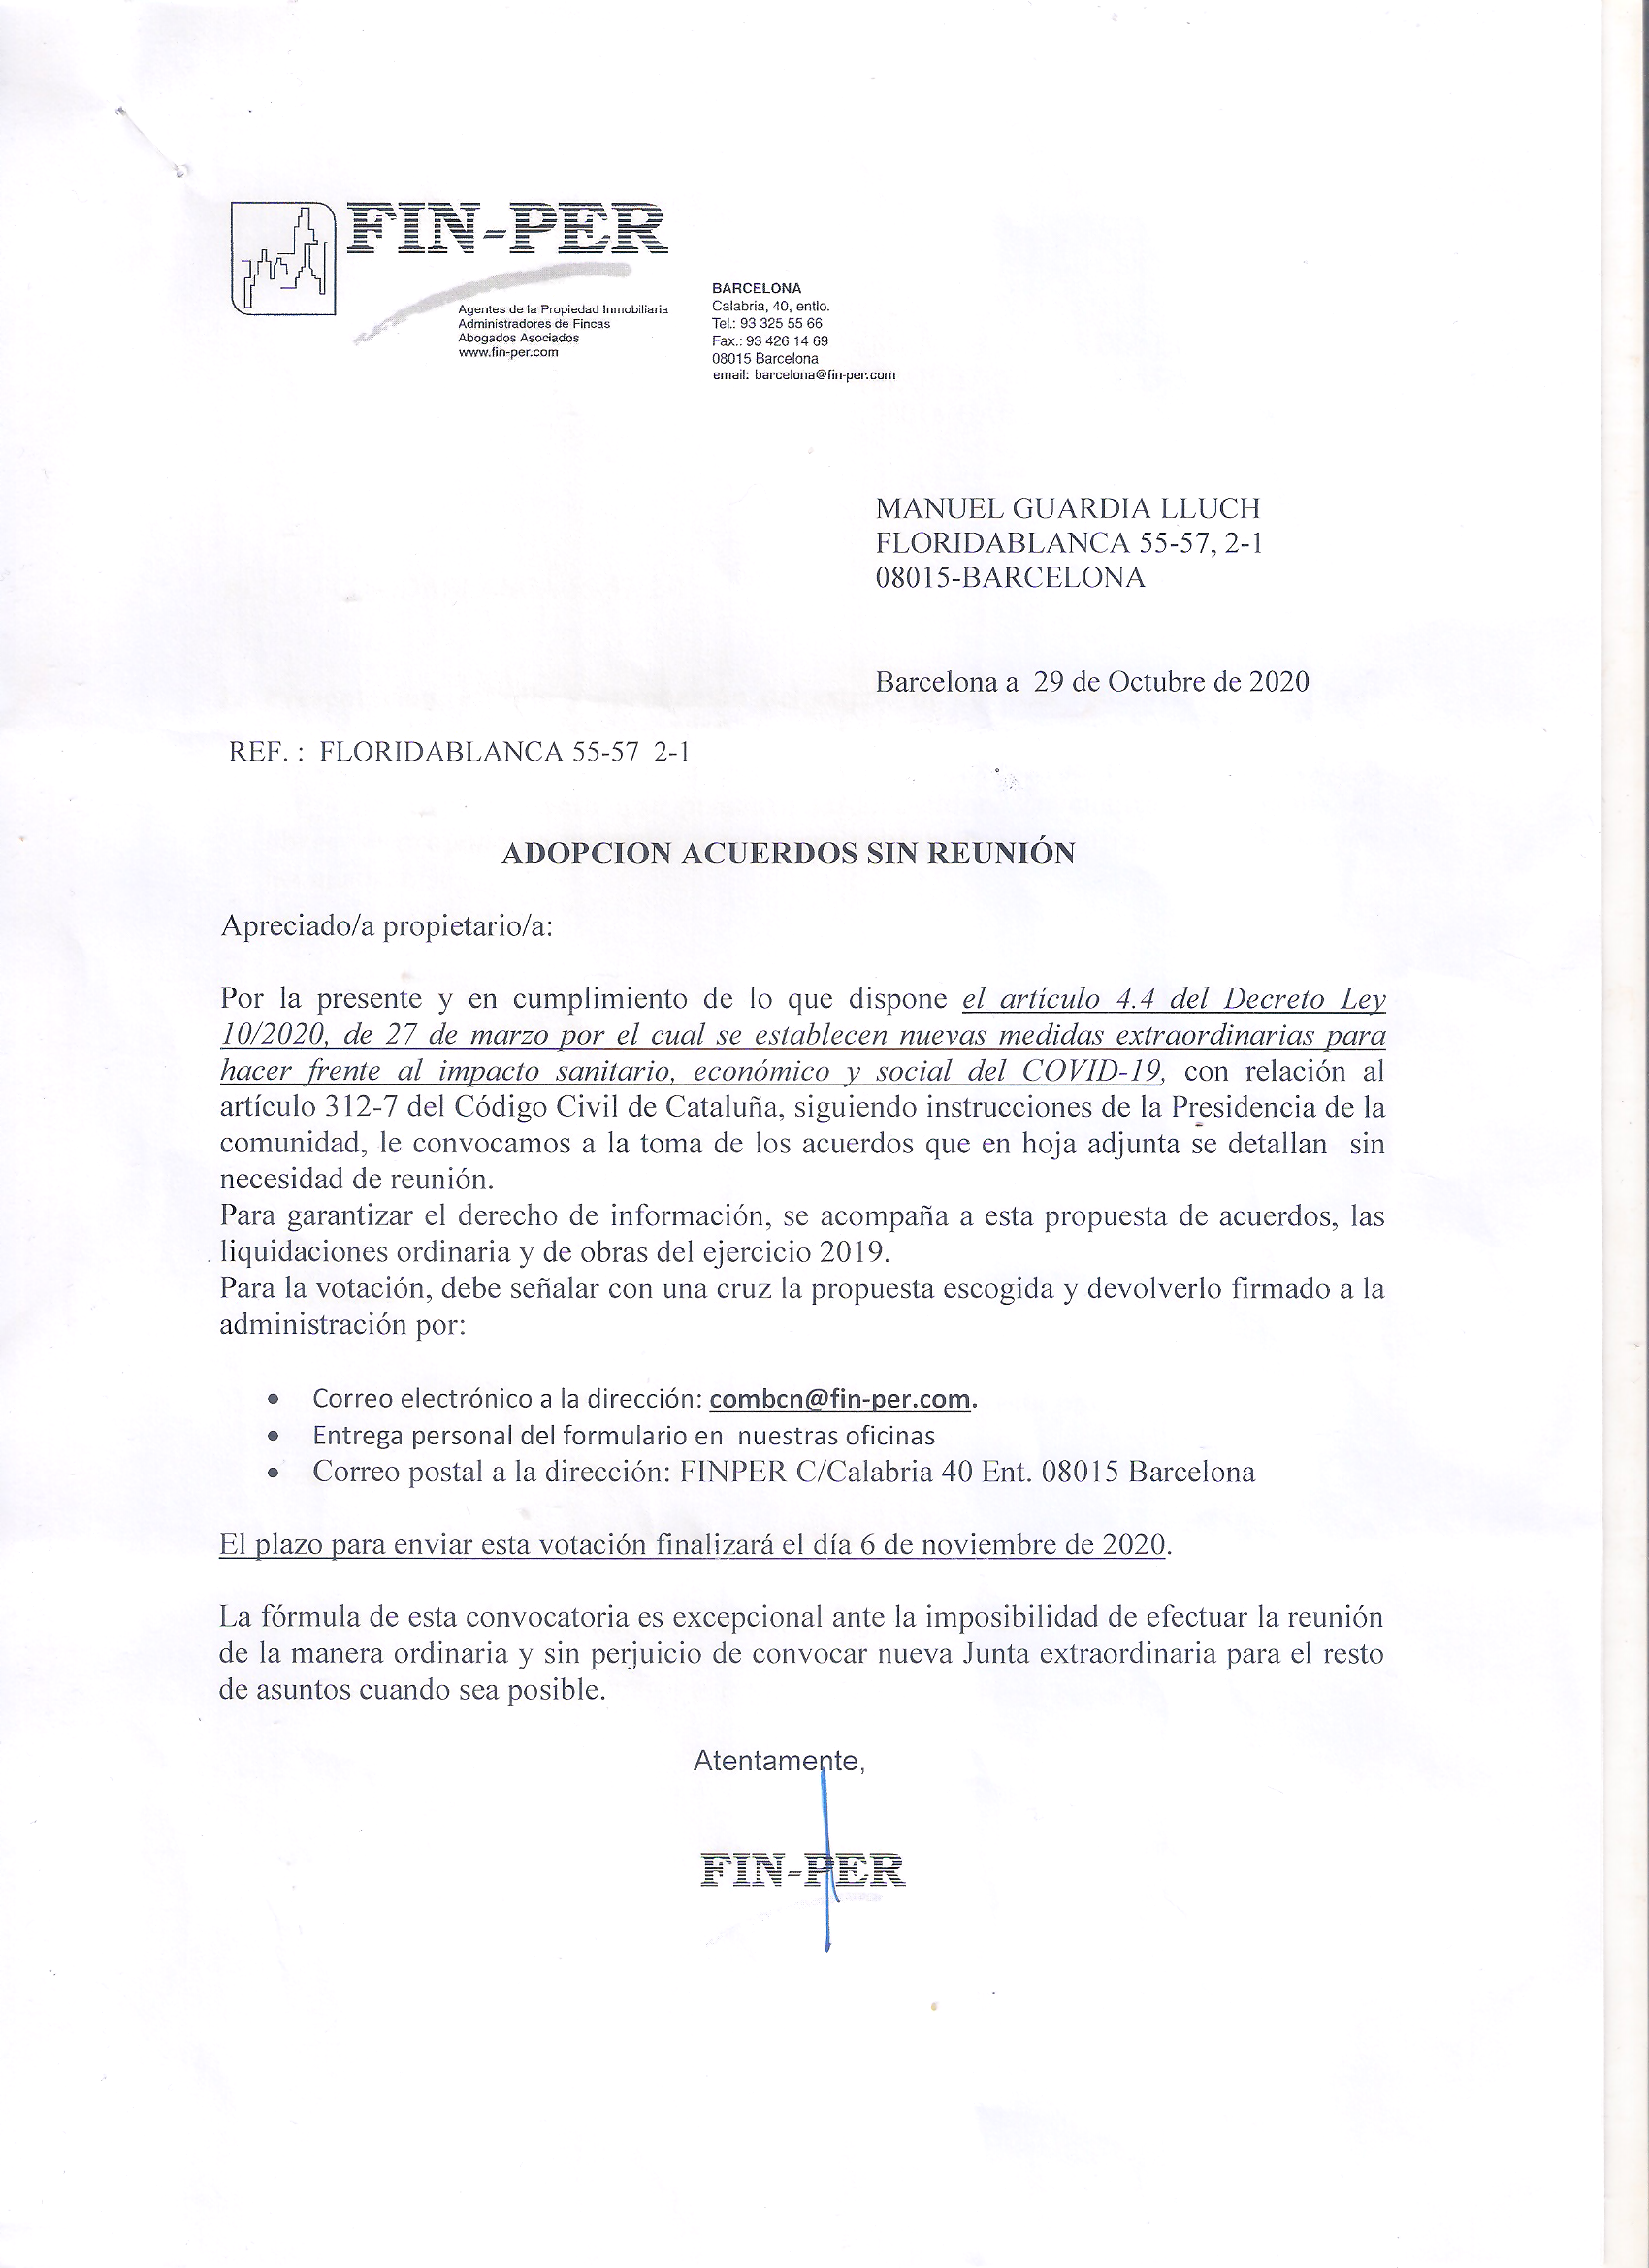 FIN-PER
Agentes de la Propiedad Inmobiliaria
Administradores de Fincas
Abogados Asociados
www.fin-per.com
BARCELONA
Calabria, 40, entlo.
Tel.: 93 325 55 66
Fax.: 93 426 14 69
08015 Barcelona
email: barcelona@fin-per.com
MANUEL GUARDIA LLUCH
FLORIDABLANCA 55-57, 2-1
08015-BARCELONA
Barcelona a 29 de Octubre de 2020
REF. : FLORIDABLANCA 55-57 2-1
ADOPCION ACUERDOS SIN REUNIÓN
Apreciado/a propietario/a:
Por la presente y en cumplimiento de lo que dispone el artículo 4.4 del Decreto Ley
10/2020, de 27 de marzo por el cual se establecen nuevas medidas extraordinarias para
hacer frente al impacto sanitario, económico y social del COVID-19, con relación al
artículo 312-7 del Código Civil de Cataluña, siguiendo instrucciones de la Presidencia de la
comunidad, le convocamos a la toma de los acuerdos que en hoja adjunta se detallan sin
necesidad de reunión.
Para garantizar el derecho de información, se acompaña a esta propuesta de acuerdos, las
liquidaciones ordinaria y de obras del ejercicio 2019.
Para la votación, debe señalar con una cruz la propuesta escogida y devolverlo firmado a la
administración por:
• Correo electrónico a la dirección: combcn@fin-per.com.
• Entrega personal del formulario en nuestras oficinas
• Correo postal a la dirección: FINPER C/Calabria 40 Ent. 08015 Barcelona
El plazo para enviar esta votación finalizará el día 6 de noviembre de 2020.
La fórmula de esta convocatoria es excepcional ante la imposibilidad de efectuar la reunión
de la manera ordinaria y sin perjuicio de convocar nueva Junta extraordinaria para el resto
de asuntos cuando sea posible.
Atentamente,
FIN-PER